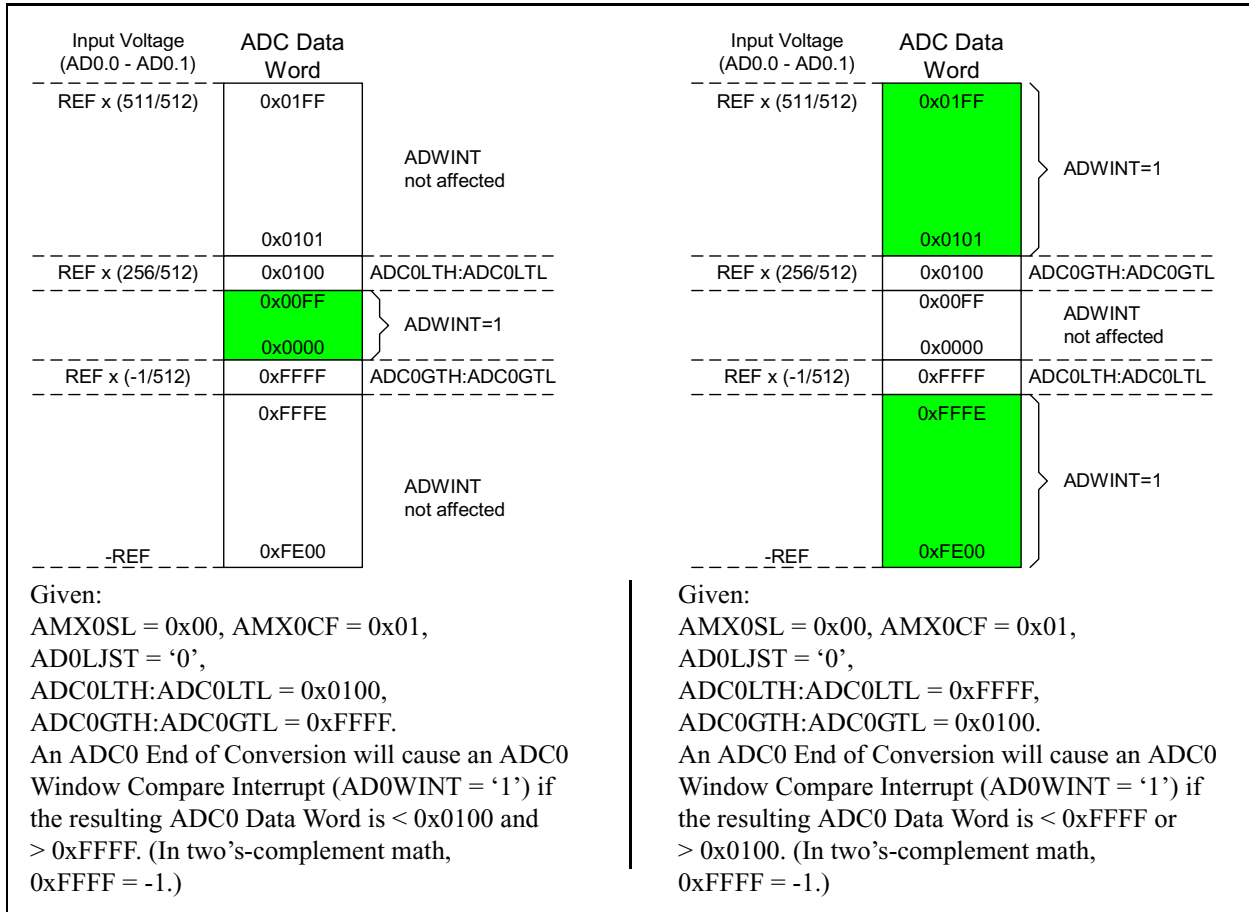 Input Voltage
(AD0.0 - AD0.1)
ADC Data
Word
REF x (511/512)
0x01FF
ADWINT
not affected
0x0101
REF x (256/512)
0x0100
ADC0LTH:ADC0LTL
0x00FF
ADWINT=1
0x0000
REF x (-1/512)
0xFFFF
ADC0GTH:ADC0GTL
0xFFFE
ADWINT
not affected
-REF
0xFE00
Given:
AMX0SL = 0x00, AMX0CF = 0x01,
AD0LJST = ‘0’,
ADC0LTH:ADC0LTL = 0x0100,
ADC0GTH:ADC0GTL = 0xFFFF.
An ADC0 End of Conversion will cause an ADC0
Window Compare Interrupt (AD0WINT = ‘1’) if
the resulting ADC0 Data Word is < 0x0100 and
> 0xFFFF. (In two’s-complement math,
0xFFFF = -1.)
Input Voltage
(AD0.0 - AD0.1)
ADC Data
Word
REF x (511/512)
0x01FF
ADWINT=1
0x0101
REF x (256/512)
0x0100
ADC0GTH:ADC0GTL
0x00FF
ADWINT
not affected
0x0000
REF x (-1/512)
0xFFFF
ADC0LTH:ADC0LTL
0xFFFE
ADWINT=1
-REF
0xFE00
Given:
AMX0SL = 0x00, AMX0CF = 0x01,
AD0LJST = ‘0’,
ADC0LTH:ADC0LTL = 0xFFFF,
ADC0GTH:ADC0GTL = 0x0100.
An ADC0 End of Conversion will cause an ADC0
Window Compare Interrupt (AD0WINT = ‘1’) if
the resulting ADC0 Data Word is < 0xFFFF or
> 0x0100. (In two’s-complement math,
0xFFFF = -1.)